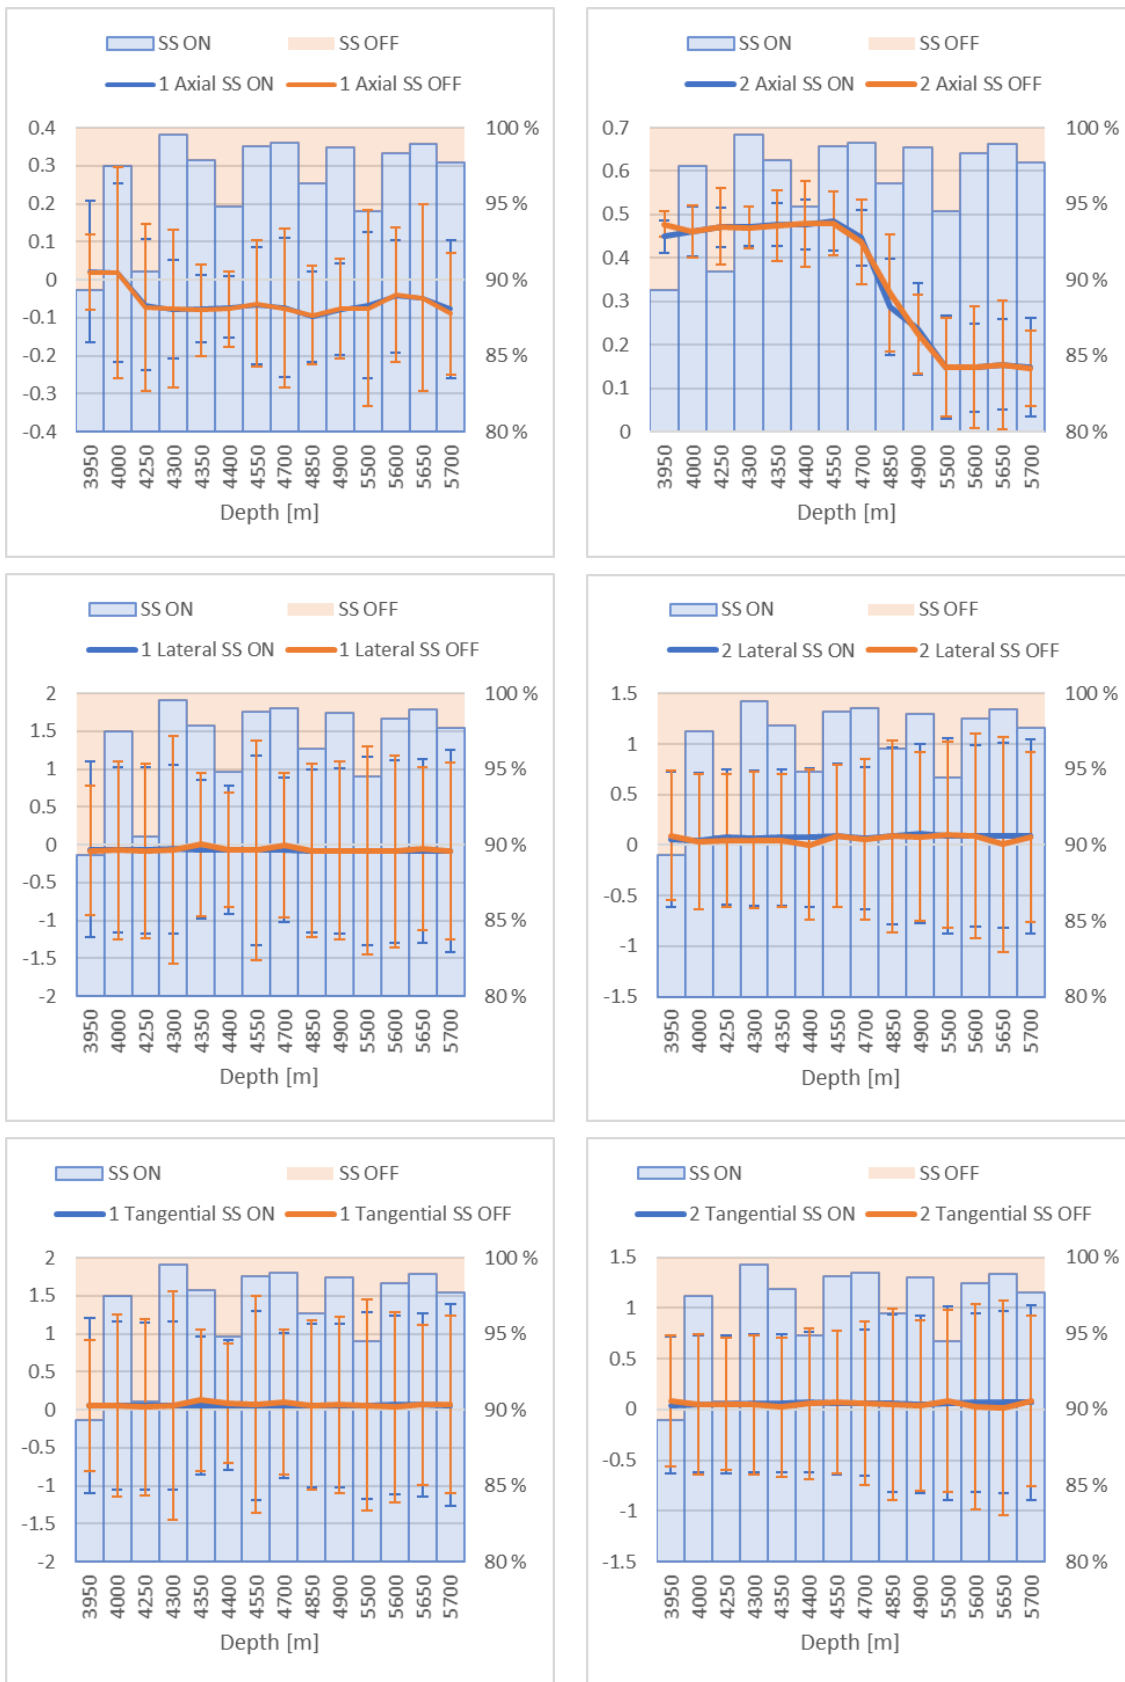 SS ON SS OFF
1 Axial SS ON 1 Axial SS OFF
0.4 100 %
0.3
0.2 95 %
0.1
0 90 %
-0.1
-0.2 85 %
-0.3
-0.4 80 %
3950 4000 4250 4300 4350 4400 4550 4700 4850 4900 5500 5600 5650 5700
Depth [m]
SS ON SS OFF
2 Axial SS ON 2 Axial SS OFF
0.7 100 %
0.6
0.5 95 %
0.4
90 %
0.3
0.2 85 %
0.1
0 80 %
3950 4000 4250 4300 4350 4400 4550 4700 4850 4900 5500 5600 5650 5700
Depth [m]
SS ON SS OFF
1 Lateral SS ON 1 Lateral SS OFF
2 100 %
1.5
1 95 %
0.5
0 90 %
-0.5
-1 85 %
-1.5
-2 80 %
3950 4000 4250 4300 4350 4400 4550 4700 4850 4900 5500 5600 5650 5700
Depth [m]
SS ON SS OFF
2 Lateral SS ON 2 Lateral SS OFF
1.5 100 %
1 95 %
0.5
0 90 %
-0.5 85 %
-1
-1.5 80 %
3950 4000 4250 4300 4350 4400 4550 4700 4850 4900 5500 5600 5650 5700
Depth [m]
SS ON SS OFF
1 Tangential SS ON 1 Tangential SS OFF
2 100 %
1.5
1 95 %
0.5
0 90 %
-0.5
-1 85 %
-1.5
-2 80 %
3950 4000 4250 4300 4350 4400 4550 4700 4850 4900 5500 5600 5650 5700
Depth [m]
SS ON SS OFF
2 Tangential SS ON 2 Tangential SS OFF
1.5 100 %
1 95 %
0.5
0 90 %
-0.5 85 %
-1
-1.5 80 %
3950 4000 4250 4300 4350 4400 4550 4700 4850 4900 5500 5600 5650 5700
Depth [m]